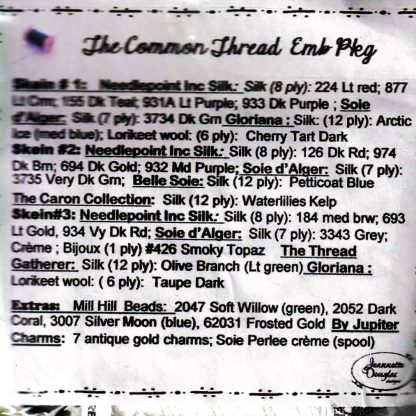 The Common Thread Emb Pkg
Skein # 1: Needlepoint Inc Silk: Silk (8 ply): 224 Lt red; 877
Lt Crm; 155 Dk Teal; 931A Lt Purple; 933 Dk Purple ; Soie
d'Alger: Silk (7 ply): 3734 Dk Grn Gloriana : Silk: (12 ply): Arctic
Ice (med blue); Lorikeet wool: (6 ply): Cherry Tart Dark
Skein #2: Needlepoint Inc Silk: Silk (8 ply): 126 Dk Rd; 974
Dk Brn; 694 Dk Gold; 932 Md Purple; Soie d'Alger: Silk (7 ply):
3735 Very Dk Grn; Belle Soie: Silk (12 ply): Petticoat Blue
The Caron Collection: Silk (12 ply): Waterlilies Kelp
Skein#3: Needlepoint Inc Silk: Silk (8 ply): 184 med brw; 693
Lt Gold, 934 Vy Dk Rd; Soie d'Alger: Silk (7 ply): 3343 Grey;
Crème ; Bijoux (1 ply) #426 Smoky Topaz The Thread
Gatherer: Silk (12 ply): Olive Branch (Lt green) Gloriana :
Lorikeet wool: ( 6 ply): Taupe Dark
Extras: Mill Hill Beads: 2047 Soft Willow (green), 2052 Dark
Coral, 3007 Silver Moon (blue), 62031 Frosted Gold By Jupiter
Charms: 7 antique gold charms; Soie Perlee crème (spool)
Jeannette
Douglas
designs